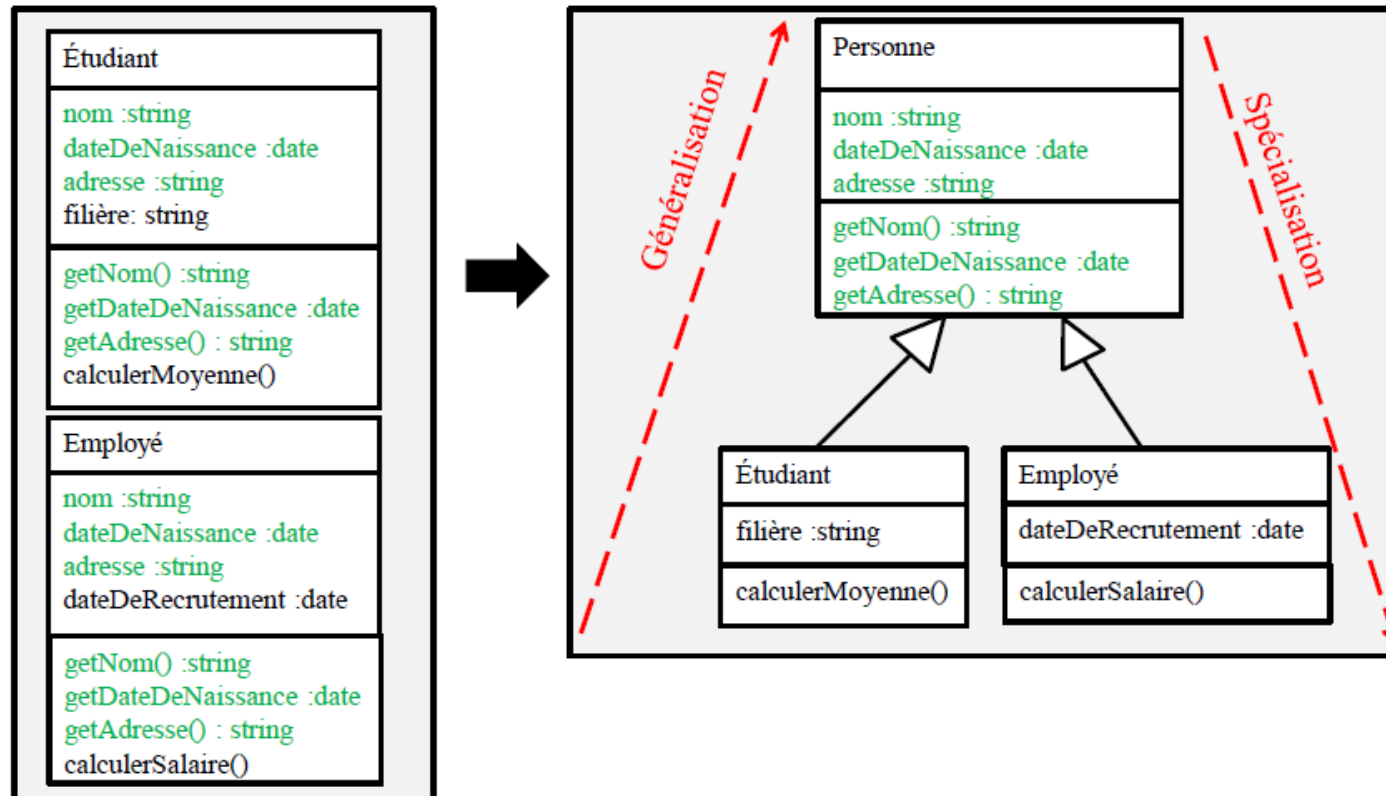 Étudiant
nom :string
dateDeNaissance :date
adresse :string
filière: string
getNom() :string
getDateDeNaissance :date
getAdresse() : string
calculerMoyenne()
Employé
nom :string
dateDeNaissance :date
adresse :string
dateDeRecrutement :date
getNom() :string
getDateDeNaissance :date
getAdresse() : string
calculerSalaire()
Généralisation
Personne
nom :string
dateDeNaissance :date
adresse :string
getNom() :string
getDateDeNaissance :date
getAdresse() : string
Spécialisation
Étudiant
filière :string
calculerMoyenne()
Employé
dateDeRecrutement :date
calculerSalaire()